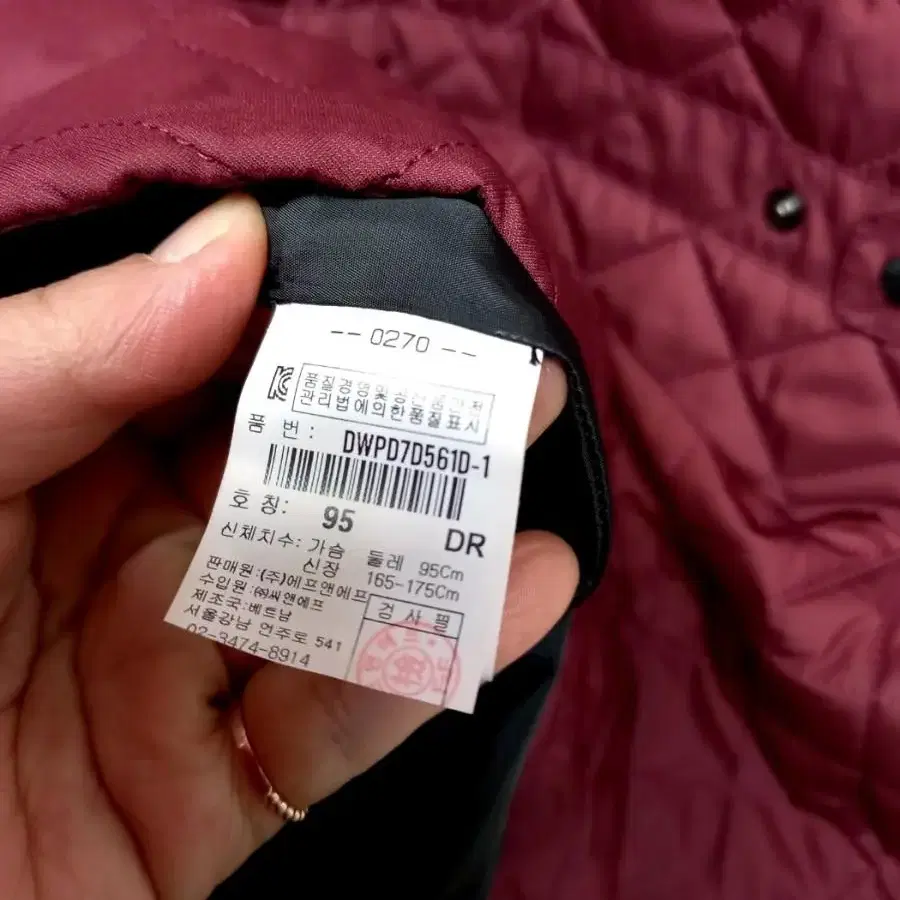 -- 0270 --
품질경영및공산품안전
관리법에의한품질표시
품 번: DWPD7D561D-1
호칭: 95 DR
신체치수: 가슴 둘레 95Cm
신장 165-175Cm
판매원:(주)에프앤에프
수입원:㈜씨앤에프
제조국:베트남
서울강남 언주로 541
02-3474-8914
검사필